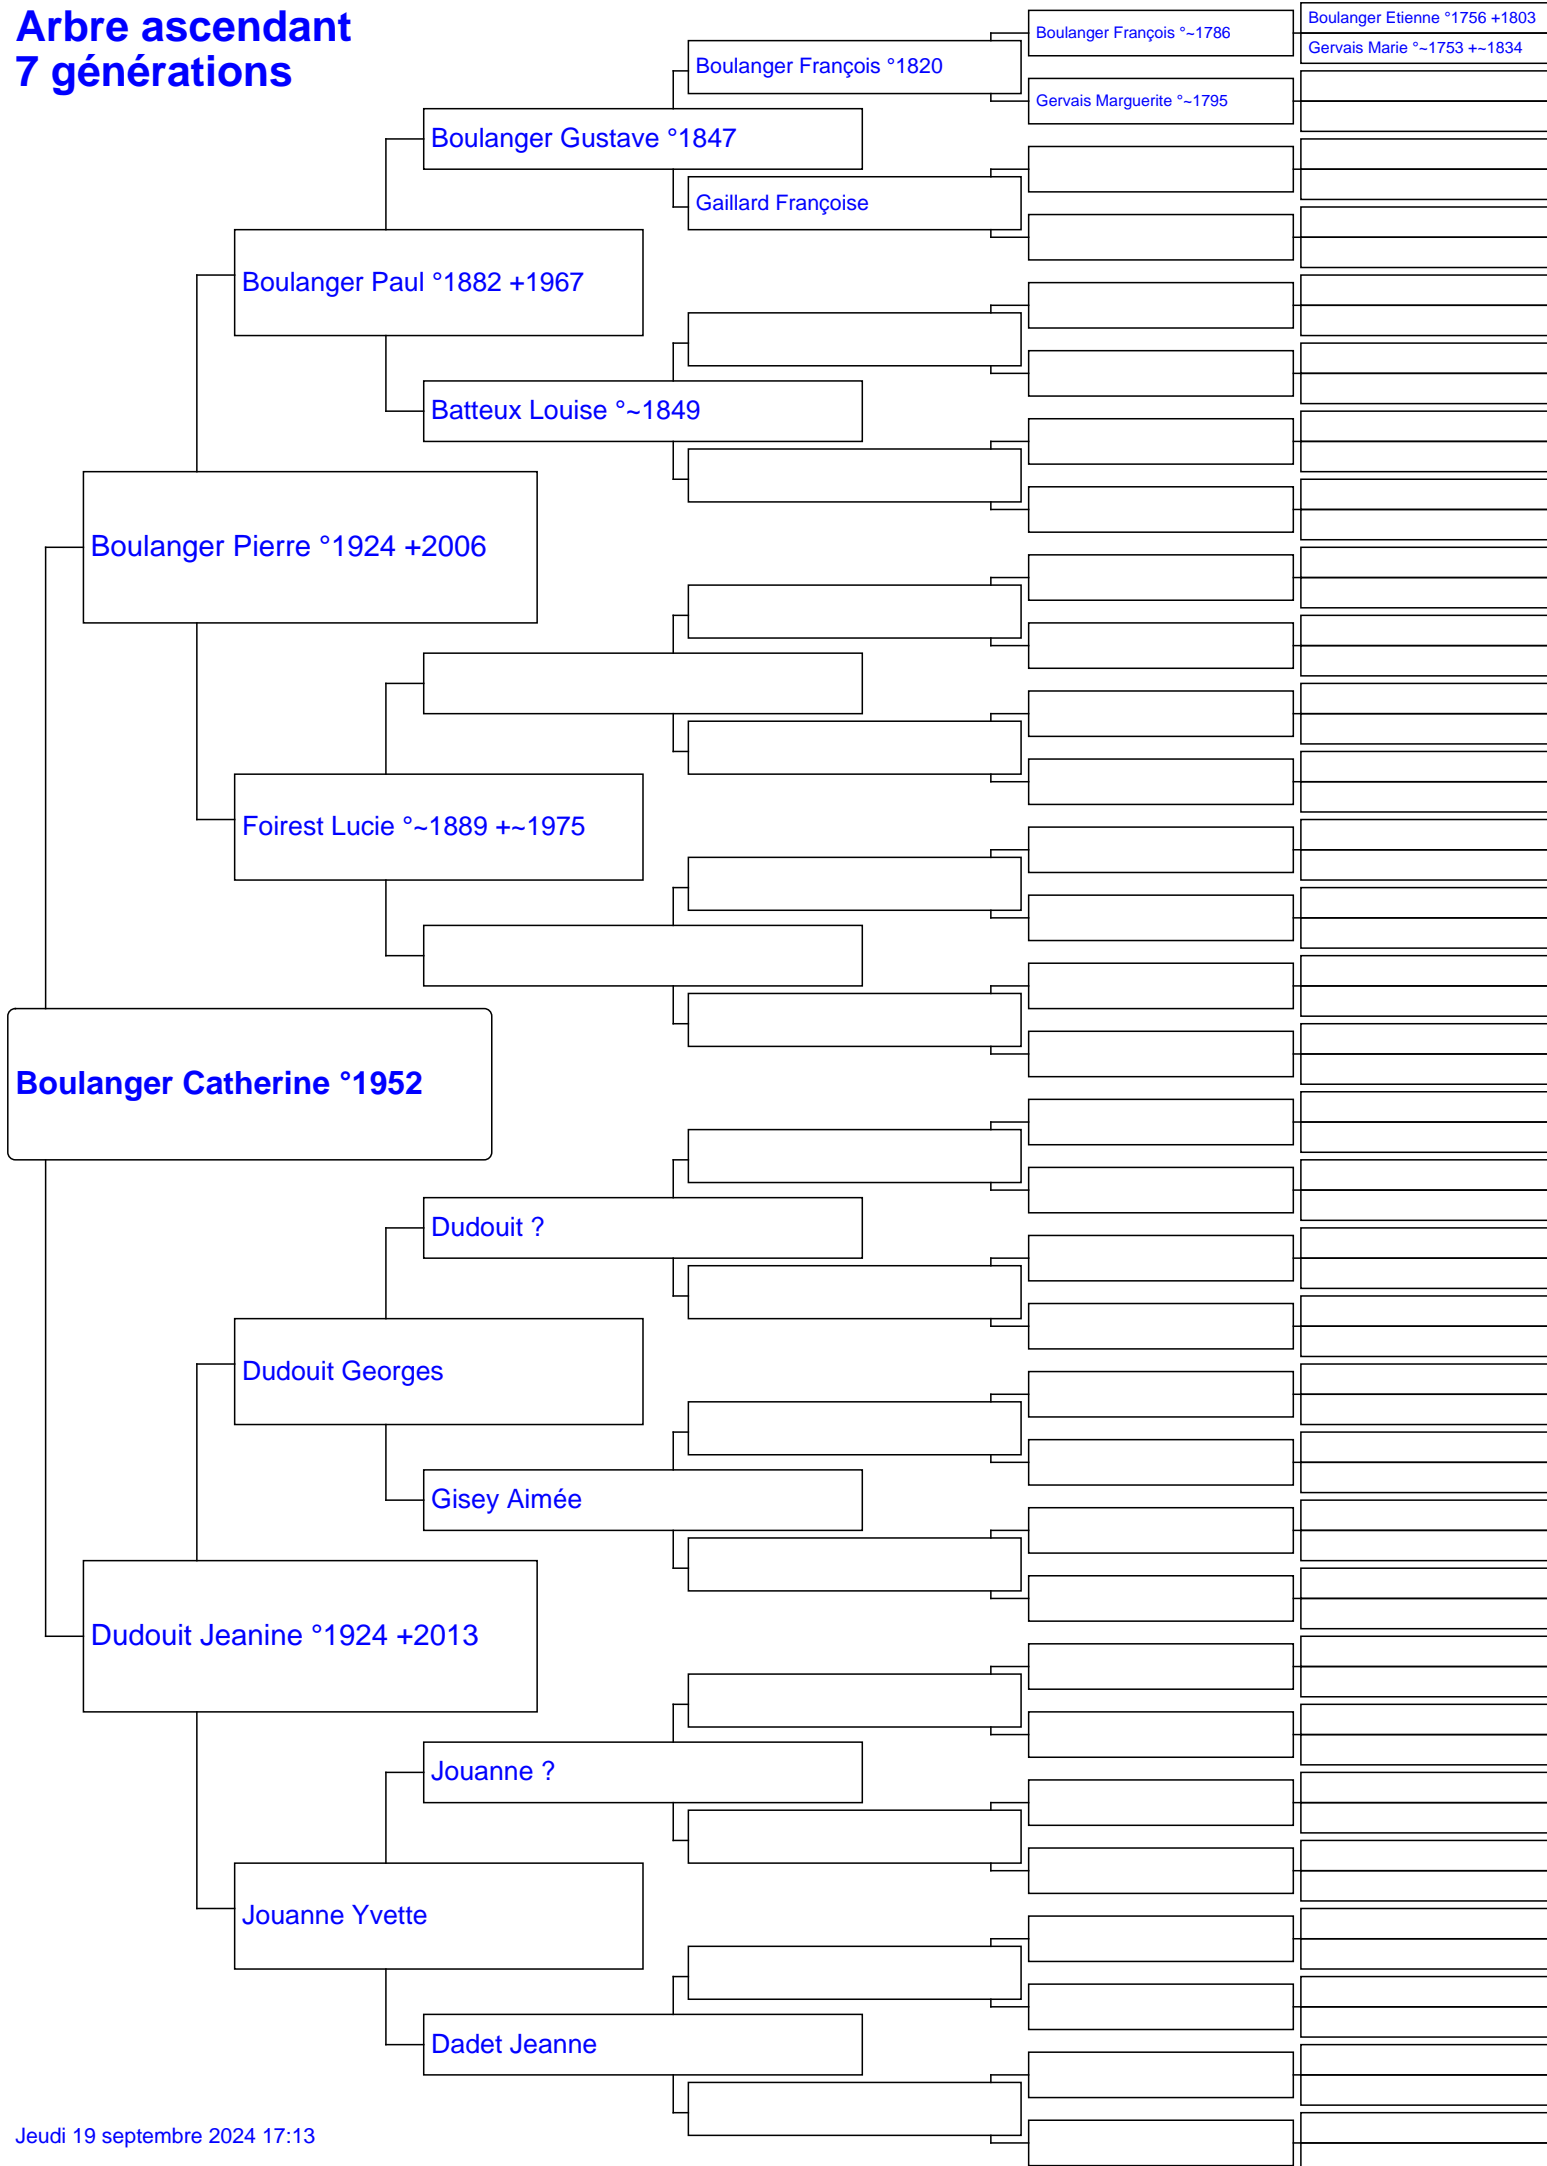 Arbre ascendant
7 générations
Boulanger Etienne °1756 +1803
Boulanger François °~1786
Gervais Marie °~1753 +~1834
Boulanger François °1820
Gervais Marguerite °~1795
Boulanger Gustave °1847
Gaillard Françoise
Boulanger Paul °1882 +1967
Batteux Louise °~1849
Boulanger Pierre °1924 +2006
Foirest Lucie °~1889 +~1975
Boulanger Catherine °1952
Dudouit ?
Dudouit Georges
Gisey Aimée
Dudouit Jeanine °1924 +2013
Jouanne ?
Jouanne Yvette
Dadet Jeanne
Jeudi 19 septembre 2024 17:13